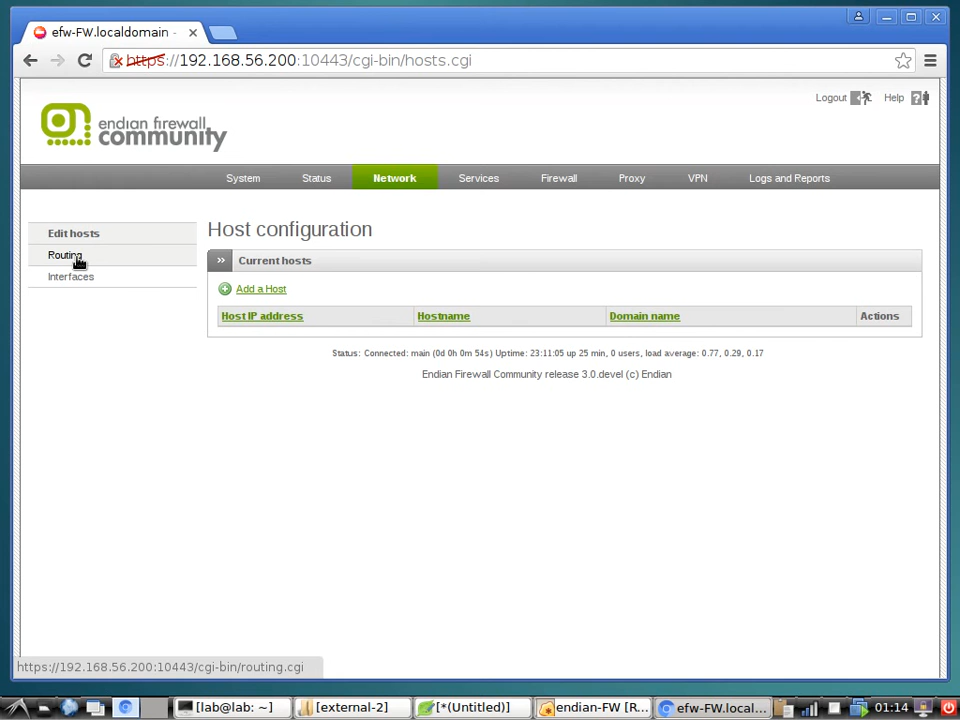 efw-FW.localdomain -
https://192.168.56.200:10443/cgi-bin/hosts.cgi
Logout
Help
endian firewall
community
System Status Network Services Firewall Proxy VPN Logs and Reports
Edit hosts
Routing
Interfaces
Host configuration
» Current hosts
Add a Host
Host IP address Hostname Domain name Actions
Status: Connected: main (0d 0h 0m 54s) Uptime: 23:11:05 up 25 min, 0 users, load average: 0.77, 0.29, 0.17
Endian Firewall Community release 3.0.devel (c) Endian
https://192.168.56.200:10443/cgi-bin/routing.cgi
[lab@lab: ~] [external-2] [*(Untitled)] endian-FW [R... efw-FW.local... 01:14